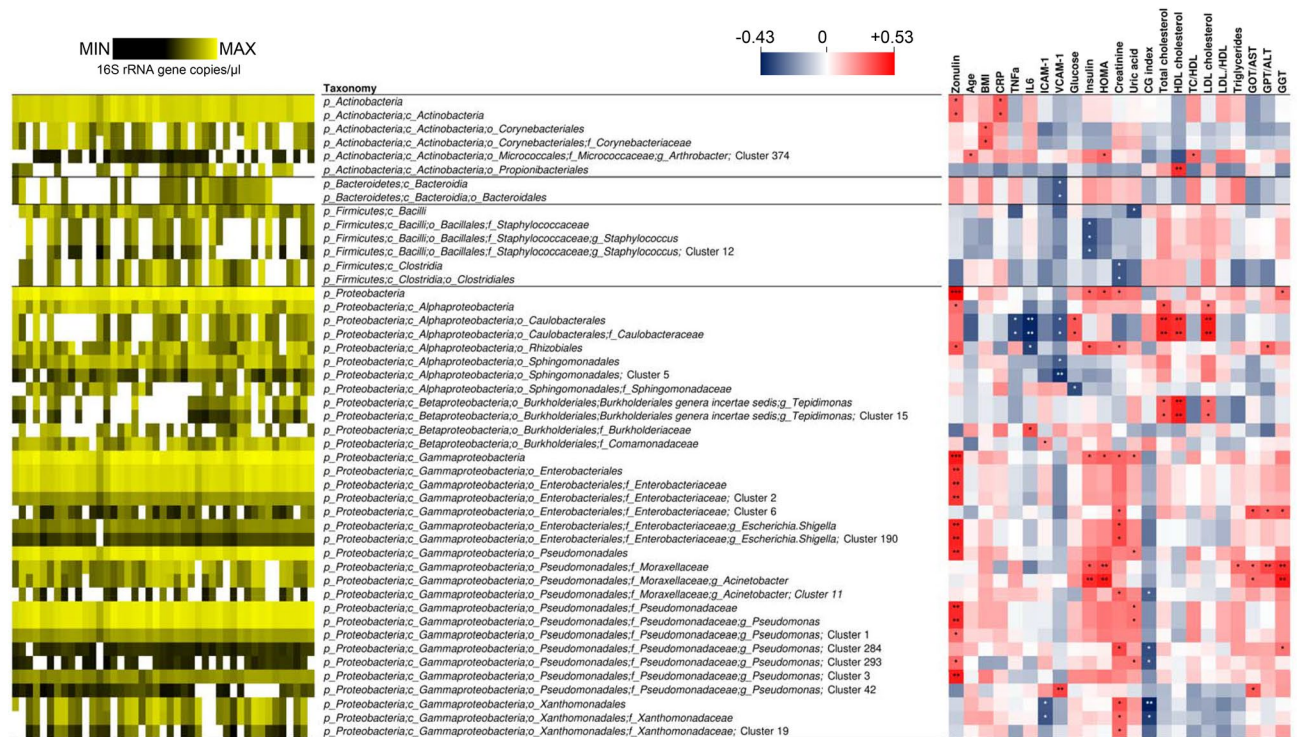 MIN MAX
16S rRNA gene copies/µl
-0.43 0 +0.53
Taxonomy
Zonulin
Age
BMI
CRP
TNFa
IL6
ICAM-1
VCAM-1
Glucose
Insulin
HOMA
Creatinine
Uric acid
CG index
Total cholesterol
HDL cholesterol
TC/HDL
LDL cholesterol
LDL./HDL
Triglycerides
GOT/AST
GPT/ALT
GGT
p_Actinobacteria
p_Actinobacteria;c_Actinobacteria
p_Actinobacteria;c_Actinobacteria;o_Corynebacteriales
p_Actinobacteria;c_Actinobacteria;o_Corynebacteriales;f_Corynebacteriaceae
p_Actinobacteria;c_Actinobacteria;o_Micrococcales;f_Micrococcaceae;g_Arthrobacter; Cluster 374
p_Actinobacteria;c_Actinobacteria;o_Propionibacteriales
p_Bacteroidetes;c_Bacteroidia
p_Bacteroidetes;c_Bacteroidia;o_Bacteroidales
p_Firmicutes;c_Bacilli
p_Firmicutes;c_Bacilli;o_Bacillales;f_Staphylococcaceae
p_Firmicutes;c_Bacilli;o_Bacillales;f_Staphylococcaceae;g_Staphylococcus
p_Firmicutes;c_Bacilli;o_Bacillales;f_Staphylococcaceae;g_Staphylococcus; Cluster 12
p_Firmicutes;c_Clostridia
p_Firmicutes;c_Clostridia;o_Clostridiales
p_Proteobacteria
p_Proteobacteria;c_Alphaproteobacteria
p_Proteobacteria;c_Alphaproteobacteria;o_Caulobacterales
p_Proteobacteria;c_Alphaproteobacteria;o_Caulobacterales;f_Caulobacteraceae
p_Proteobacteria;c_Alphaproteobacteria;o_Rhizobiales
p_Proteobacteria;c_Alphaproteobacteria;o_Sphingomonadales
p_Proteobacteria;c_Alphaproteobacteria;o_Sphingomonadales; Cluster 5
p_Proteobacteria;c_Alphaproteobacteria;o_Sphingomonadales;f_Sphingomonadaceae
p_Proteobacteria;c_Betaproteobacteria;o_Burkholderiales;Burkholderiales genera incertae sedis;g_Tepidimonas
p_Proteobacteria;c_Betaproteobacteria;o_Burkholderiales;Burkholderiales genera incertae sedis;g_Tepidimonas; Cluster 15
p_Proteobacteria;c_Betaproteobacteria;o_Burkholderiales;f_Burkholderiaceae
p_Proteobacteria;c_Betaproteobacteria;o_Burkholderiales;f_Comamonadaceae
p_Proteobacteria;c_Gammaproteobacteria
p_Proteobacteria;c_Gammaproteobacteria;o_Enterobacteriales
p_Proteobacteria;c_Gammaproteobacteria;o_Enterobacteriales;f_Enterobacteriaceae
p_Proteobacteria;c_Gammaproteobacteria;o_Enterobacteriales;f_Enterobacteriaceae; Cluster 2
p_Proteobacteria;c_Gammaproteobacteria;o_Enterobacteriales;f_Enterobacteriaceae; Cluster 6
p_Proteobacteria;c_Gammaproteobacteria;o_Enterobacteriales;f_Enterobacteriaceae;g_Escherichia.Shigella
p_Proteobacteria;c_Gammaproteobacteria;o_Enterobacteriales;f_Enterobacteriaceae;g_Escherichia.Shigella; Cluster 190
p_Proteobacteria;c_Gammaproteobacteria;o_Pseudomonadales
p_Proteobacteria;c_Gammaproteobacteria;o_Pseudomonadales;f_Moraxellaceae
p_Proteobacteria;c_Gammaproteobacteria;o_Pseudomonadales;f_Moraxellaceae;g_Acinetobacter
p_Proteobacteria;c_Gammaproteobacteria;o_Pseudomonadales;f_Moraxellaceae;g_Acinetobacter; Cluster 11
p_Proteobacteria;c_Gammaproteobacteria;o_Pseudomonadales;f_Pseudomonadaceae
p_Proteobacteria;c_Gammaproteobacteria;o_Pseudomonadales;f_Pseudomonadaceae;g_Pseudomonas
p_Proteobacteria;c_Gammaproteobacteria;o_Pseudomonadales;f_Pseudomonadaceae;g_Pseudomonas; Cluster 1
p_Proteobacteria;c_Gammaproteobacteria;o_Pseudomonadales;f_Pseudomonadaceae;g_Pseudomonas; Cluster 284
p_Proteobacteria;c_Gammaproteobacteria;o_Pseudomonadales;f_Pseudomonadaceae;g_Pseudomonas; Cluster 293
p_Proteobacteria;c_Gammaproteobacteria;o_Pseudomonadales;f_Pseudomonadaceae;g_Pseudomonas; Cluster 3
p_Proteobacteria;c_Gammaproteobacteria;o_Pseudomonadales;f_Pseudomonadaceae;g_Pseudomonas; Cluster 42
p_Proteobacteria;c_Gammaproteobacteria;o_Xanthomonadales
p_Proteobacteria;c_Gammaproteobacteria;o_Xanthomonadales;f_Xanthomonadaceae
p_Proteobacteria;c_Gammaproteobacteria;o_Xanthomonadales;f_Xanthomonadaceae; Cluster 19